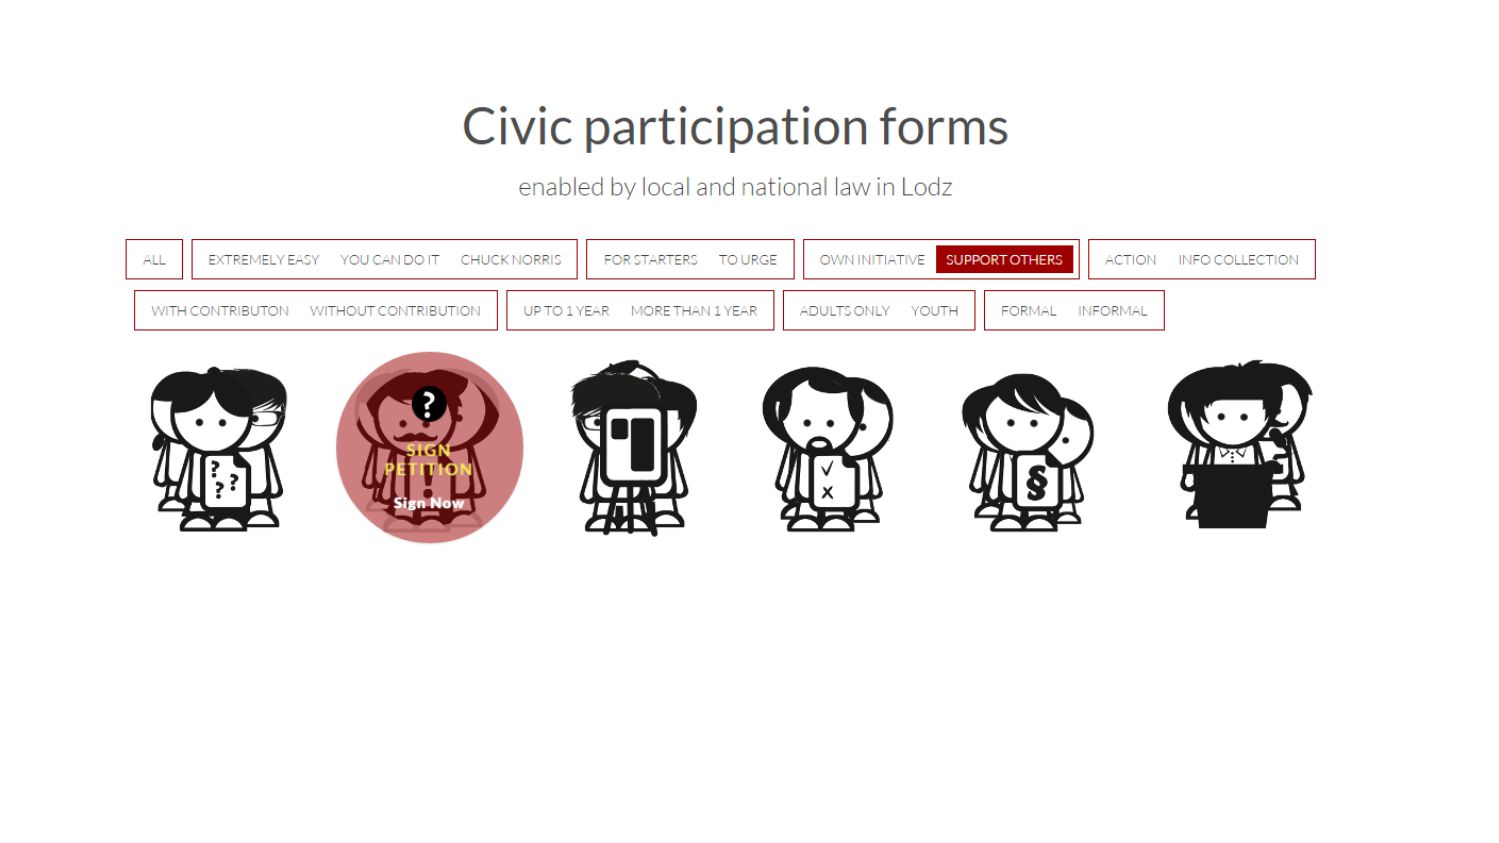 Civic participation forms
enabled by local and national law in Lodz
ALL EXTREMELY EASY YOU CAN DO IT CHUCK NORRIS FOR STARTERS TO URGE OWN INITIATIVE SUPPORT OTHERS ACTION INFO COLLECTION
WITH CONTRIBUTON WITHOUT CONTRIBUTION UP TO 1 YEAR MORE THAN 1 YEAR ADULTS ONLY YOUTH FORMAL INFORMAL
?
SIGN
PETITION
Sign Now
? ? ?
!
✓
x
§